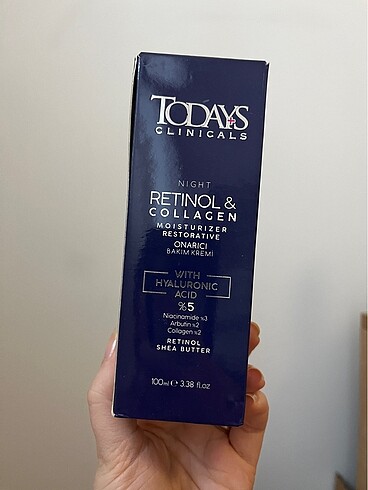 TODAYS
CLINICALS
NIGHT
RETINOL &
COLLAGEN
MOISTURIZER
RESTORATIVE
ONARICI
BAKIM KREMİ
WITH
HYALURONIC
ACID
%5
Niacinamide %3
Arbutin %2
Collagen %2
RETINOL
SHEA BUTTER
100ml ℮ 3.38 fl.oz